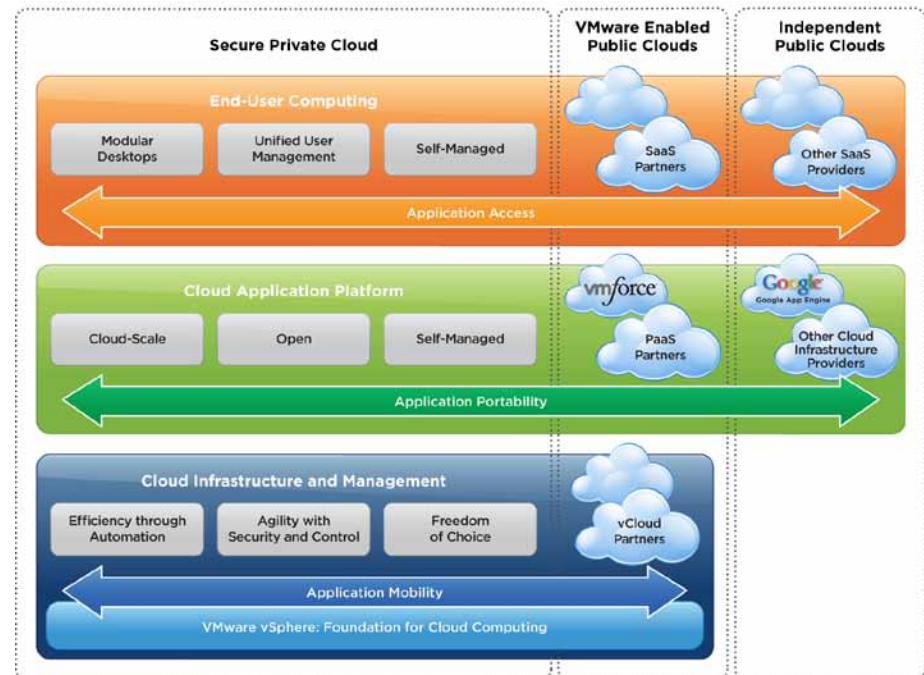 Secure Private Cloud
VMware Enabled
Public Clouds
Independent
Public Clouds
End-User Computing
Modular
Desktops
Unified User
Management
Self-Managed
SaaS
Partners
Other SaaS
Providers
Application Access
Cloud Application Platform
vmforce™
Google™
Google App Engine
Cloud-Scale
Open
Self-Managed
PaaS
Partners
Other Cloud
Infrastructure
Providers
Application Portability
Cloud Infrastructure and Management
Efficiency through
Automation
Agility with
Security and Control
Freedom
of Choice
vCloud
Partners
Application Mobility
VMware vSphere: Foundation for Cloud Computing